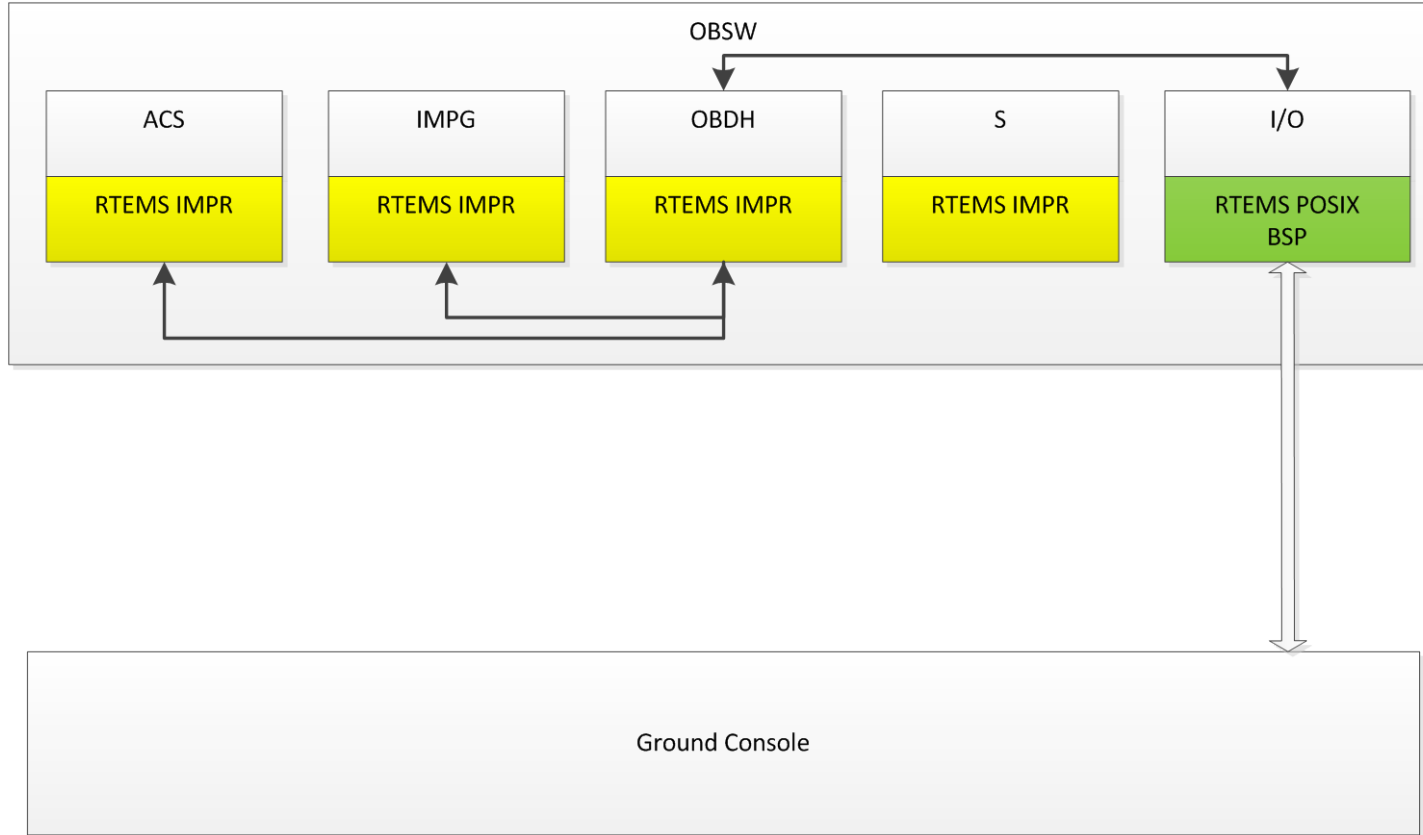 OBSW
ACS
IMPG
OBDH
S
I/O
RTEMS IMPR
RTEMS IMPR
RTEMS IMPR
RTEMS IMPR
RTEMS POSIX
BSP
Ground Console